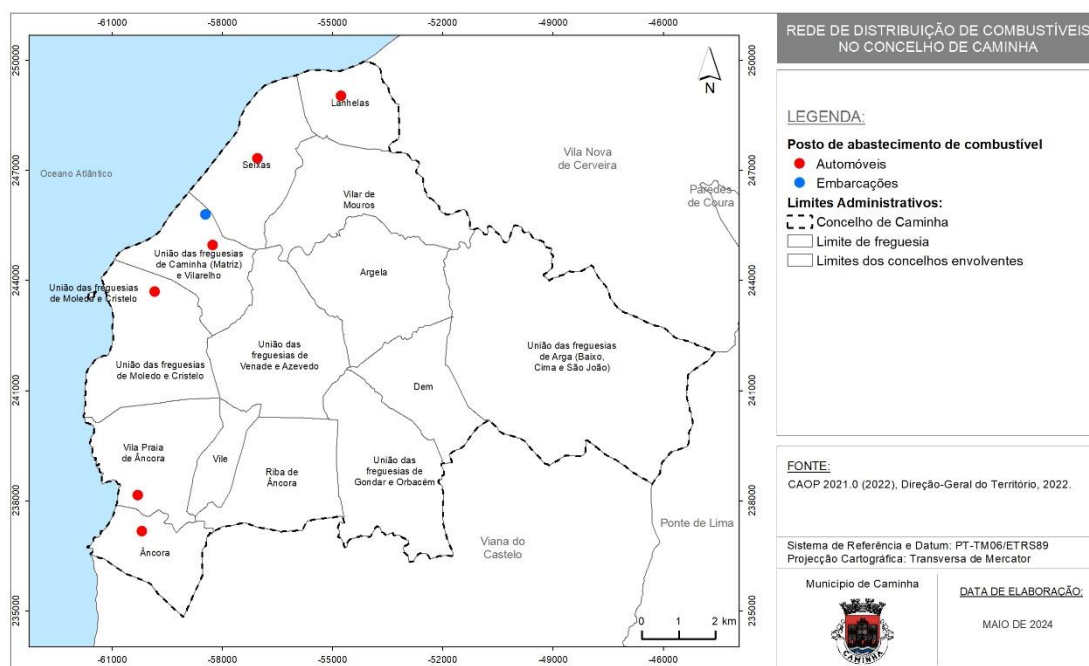 -61000 -58000 -55000 -52000 -49000 -46000
250000
247000
244000
241000
238000
235000
250000
247000
244000
241000
238000
235000
N
Lanhelas
Seixas
Vila Nova
de Cerveira
Oceano Atlântico
Paredes
de Coura
Vilar de
Mouros
União das freguesias
de Caminha (Matriz)
e Vilarelho
Argela
União das freguesias
de Moledo e Cristelo
União das
freguesias de
Venade e Azevedo
União das freguesias
de Arga (Baixo,
Cima e São João)
União das freguesias
de Moledo e Cristelo
Dem
Vila Praia
de Âncora
Vile
Riba de
Âncora
União das
freguesias de
Gondar e Orbacém
Ponte de Lima
Viana do
Castelo
Âncora
0 1 2 km
-61000 -58000 -55000 -52000 -49000 -46000
REDE DE DISTRIBUIÇÃO DE COMBUSTÍVEIS
NO CONCELHO DE CAMINHA
LEGENDA:
Posto de abastecimento de combustível
Automóveis
Embarcações
Limites Administrativos:
Concelho de Caminha
Limite de freguesia
Limites dos concelhos envolventes
FONTE:
CAOP 2021.0 (2022), Direção-Geral do Território, 2022.
Sistema de Referência e Datum: PT-TM06/ETRS89
Projecção Cartográfica: Transversa de Mercator
Municipio de Caminha
CAMINHA
DATA DE ELABORAÇÃO:
MAIO DE 2024